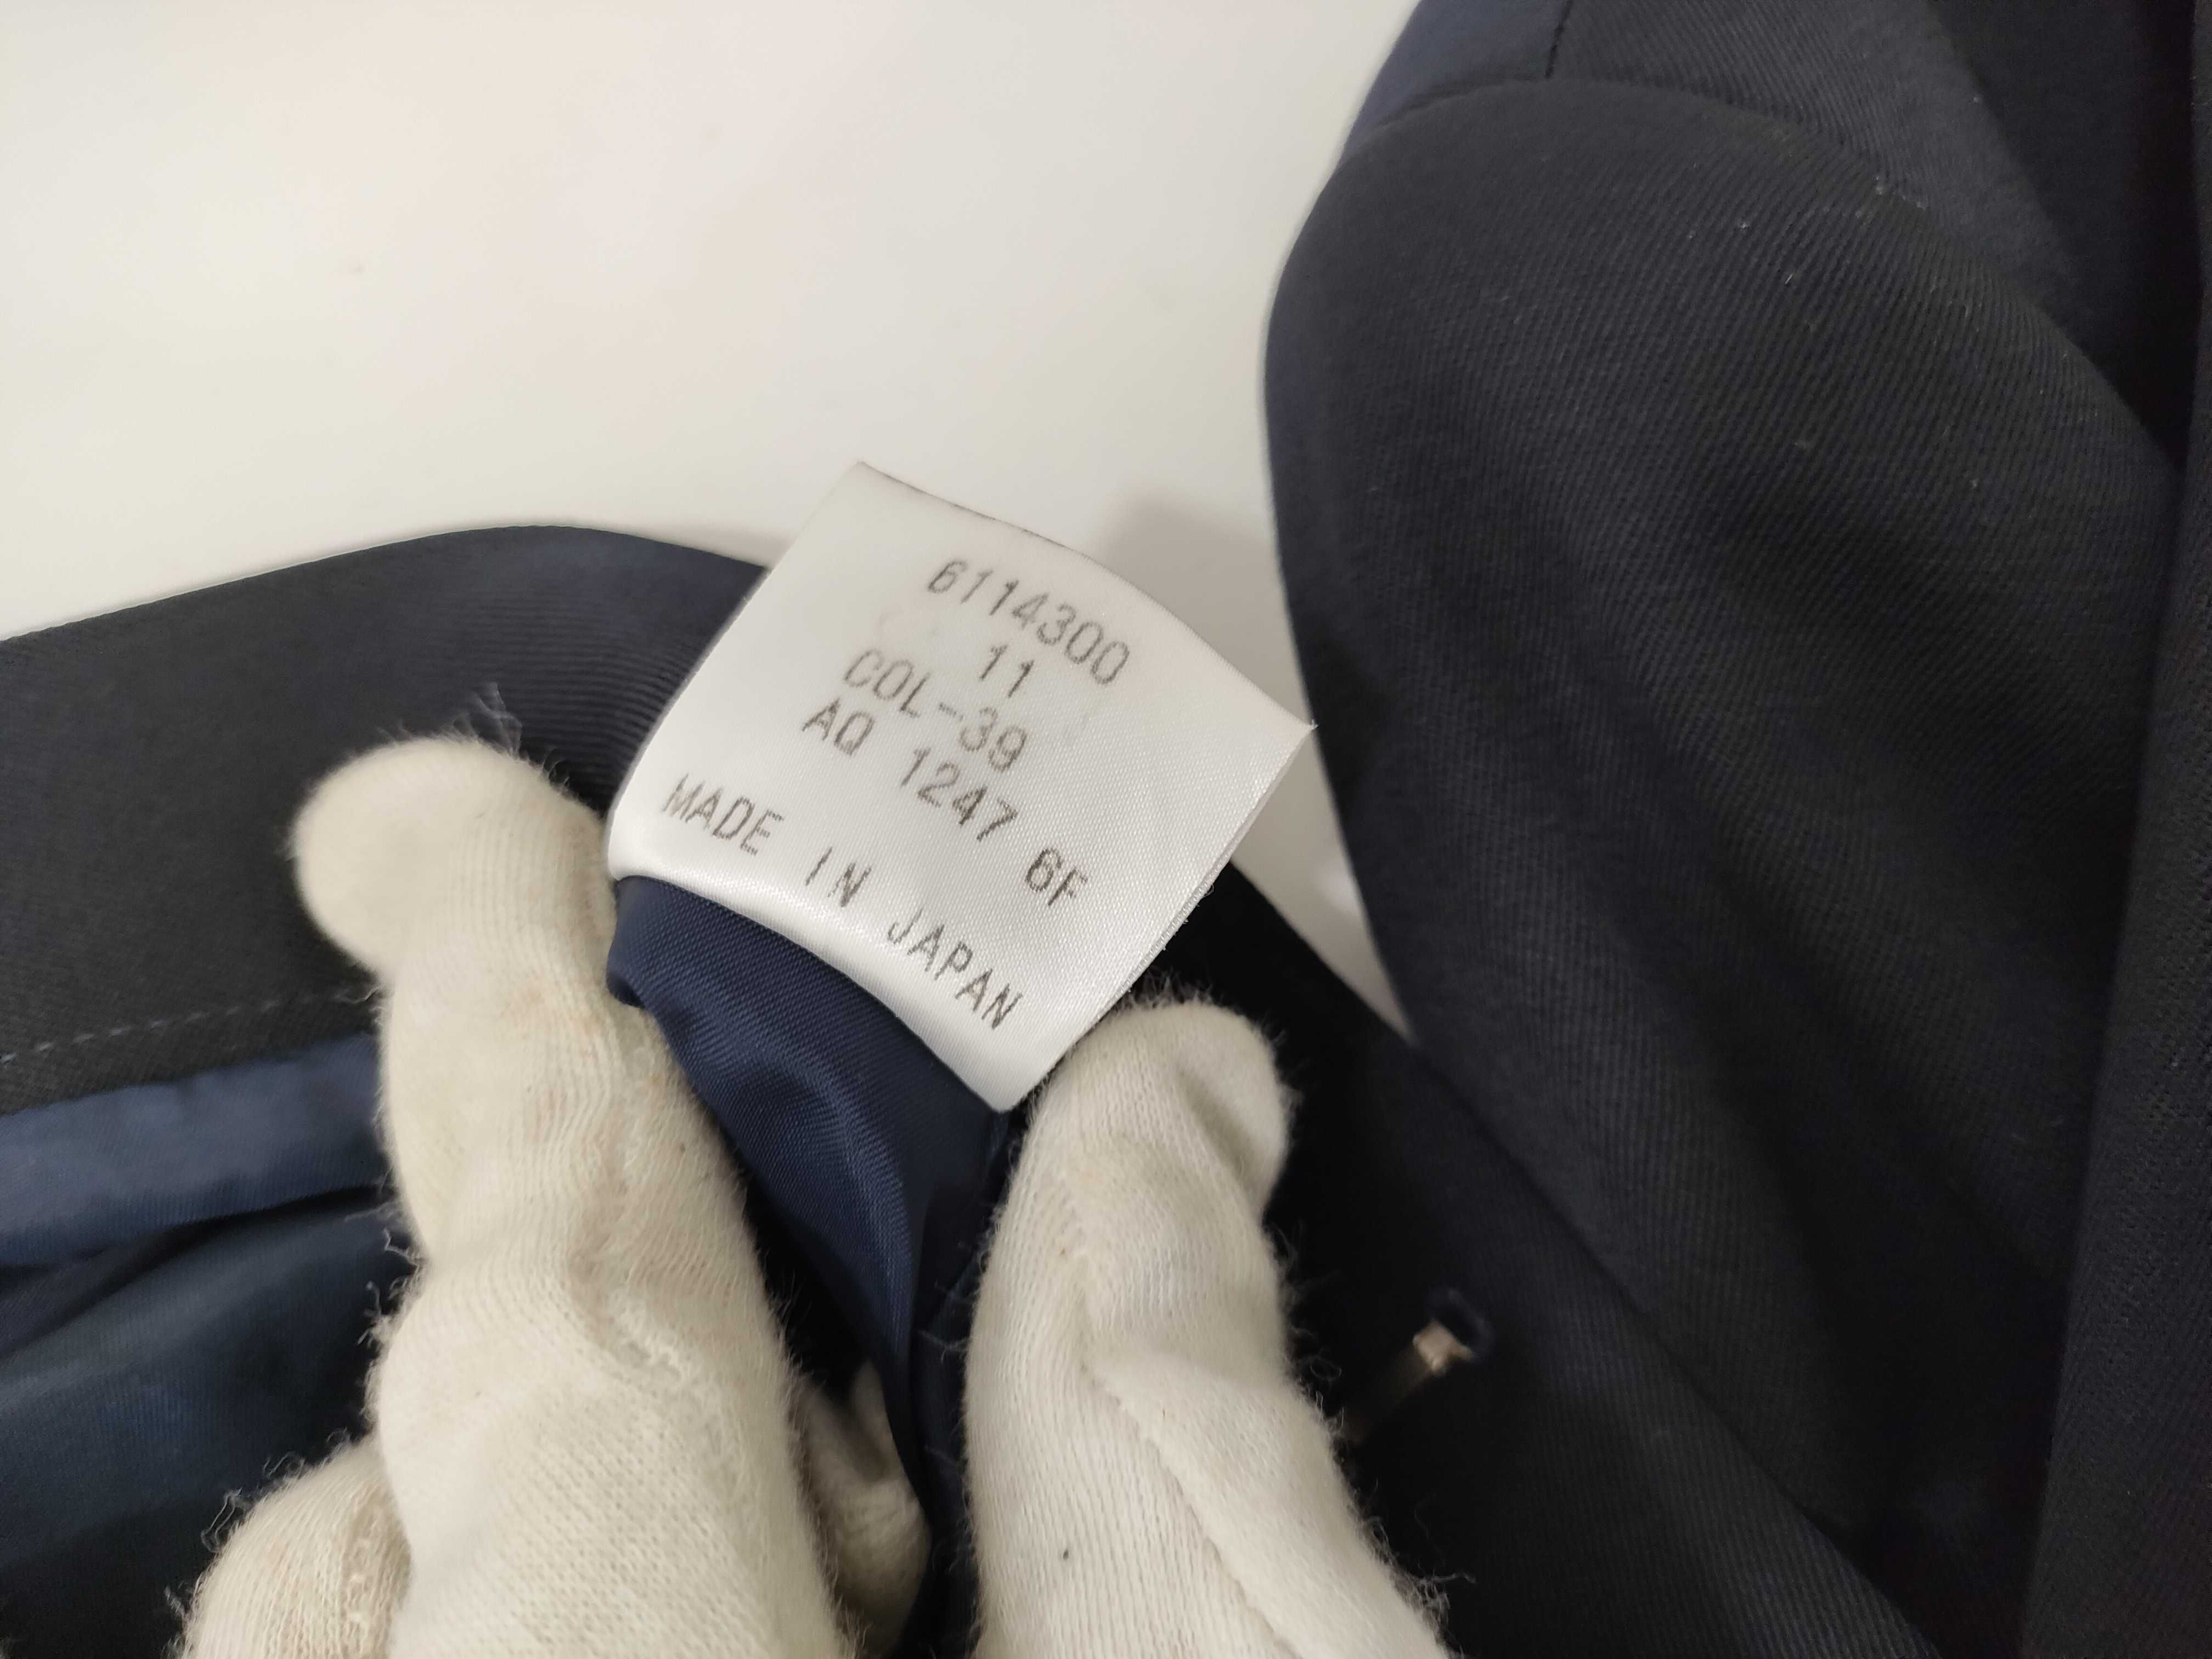 6114300
11
COL-39
AQ 1247 6F
MADE IN JAPAN